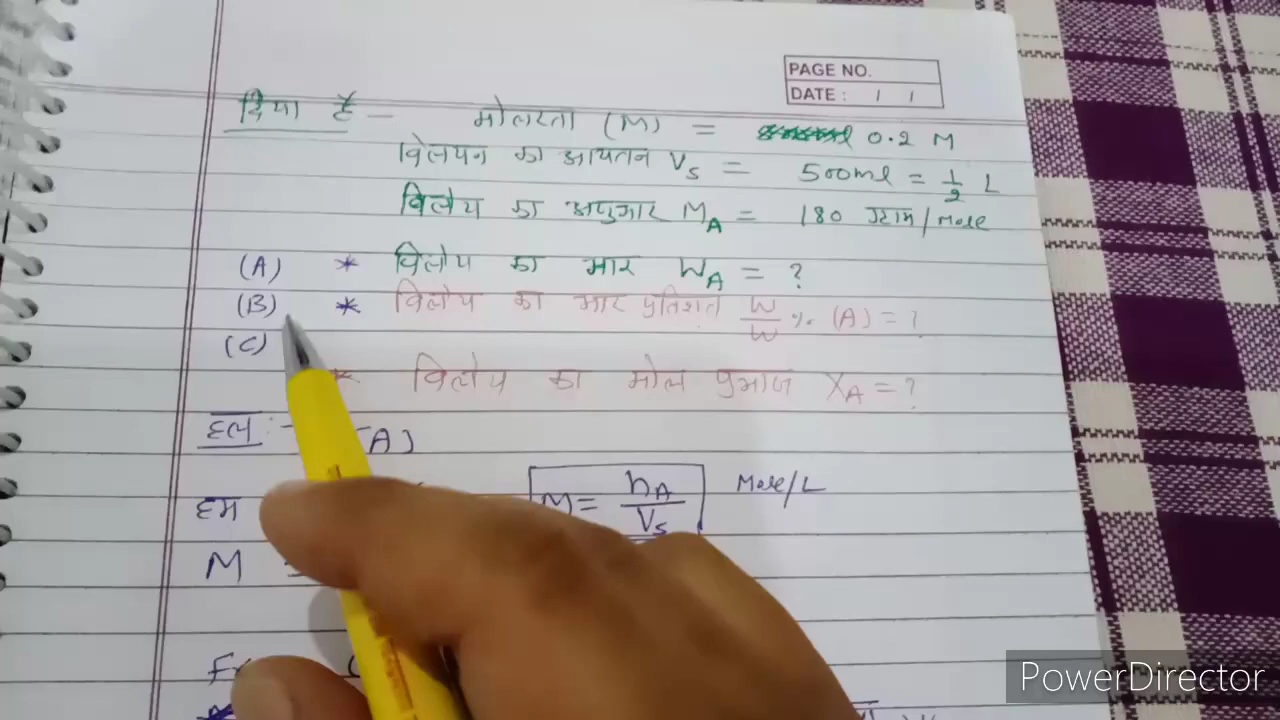 PAGE NO.
DATE : / /
दिया है – मोलरता (M) = 0.2 M
विलयन का आयतन Vs = 500ml = 1/2 L
विलेय का अणुभार MA = 180 ग्राम/mole
(A) * विलेय का भार WA = ?
(B) * विलेय का भार प्रतिशत W/W % (A) = ?
(C)
* विलेय का मोल प्रभाज XA = ?
हल :- (A)
हम M = nA/Vs Mole/L
M =
PowerDirector